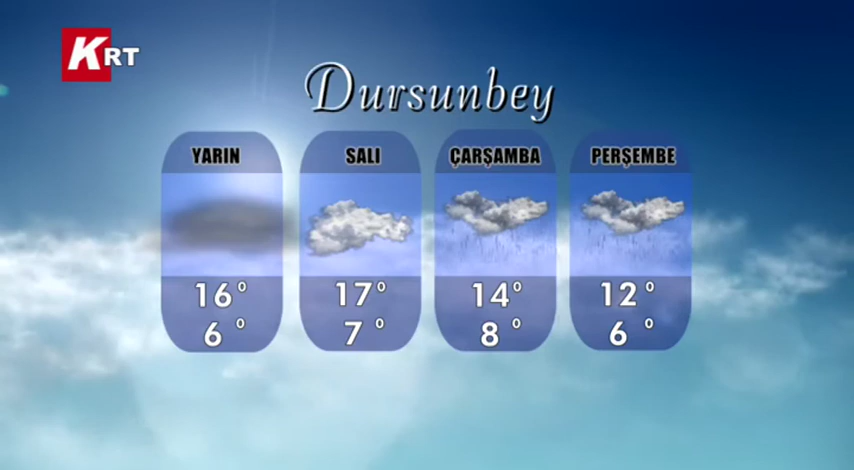 KRT
Dursunbey
YARIN SALI ÇARŞAMBA PERŞEMBE
16° 17° 14° 12°
6° 7° 8° 6°